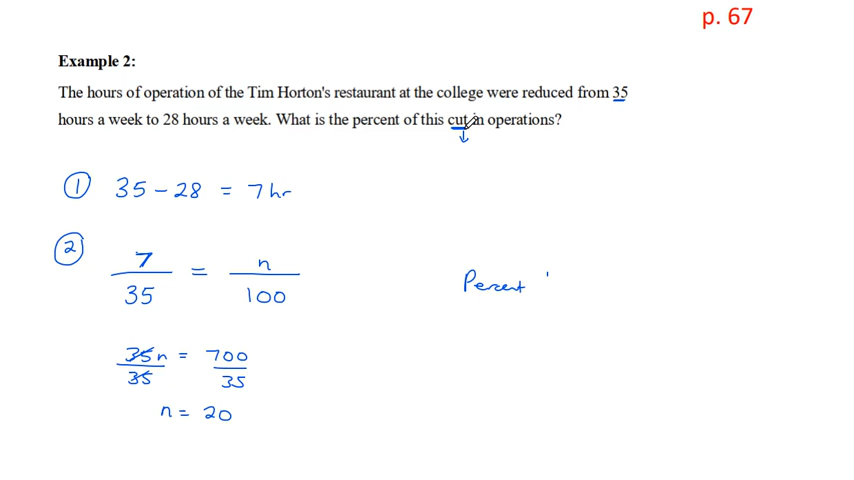 p. 67
Example 2:
The hours of operation of the Tim Horton's restaurant at the college were reduced from 35
hours a week to 28 hours a week. What is the percent of this cut in operations?
① 35 - 28 = 7 hr
② 7/35 = n/100
35n/35 = 700/35
n = 20
Percent